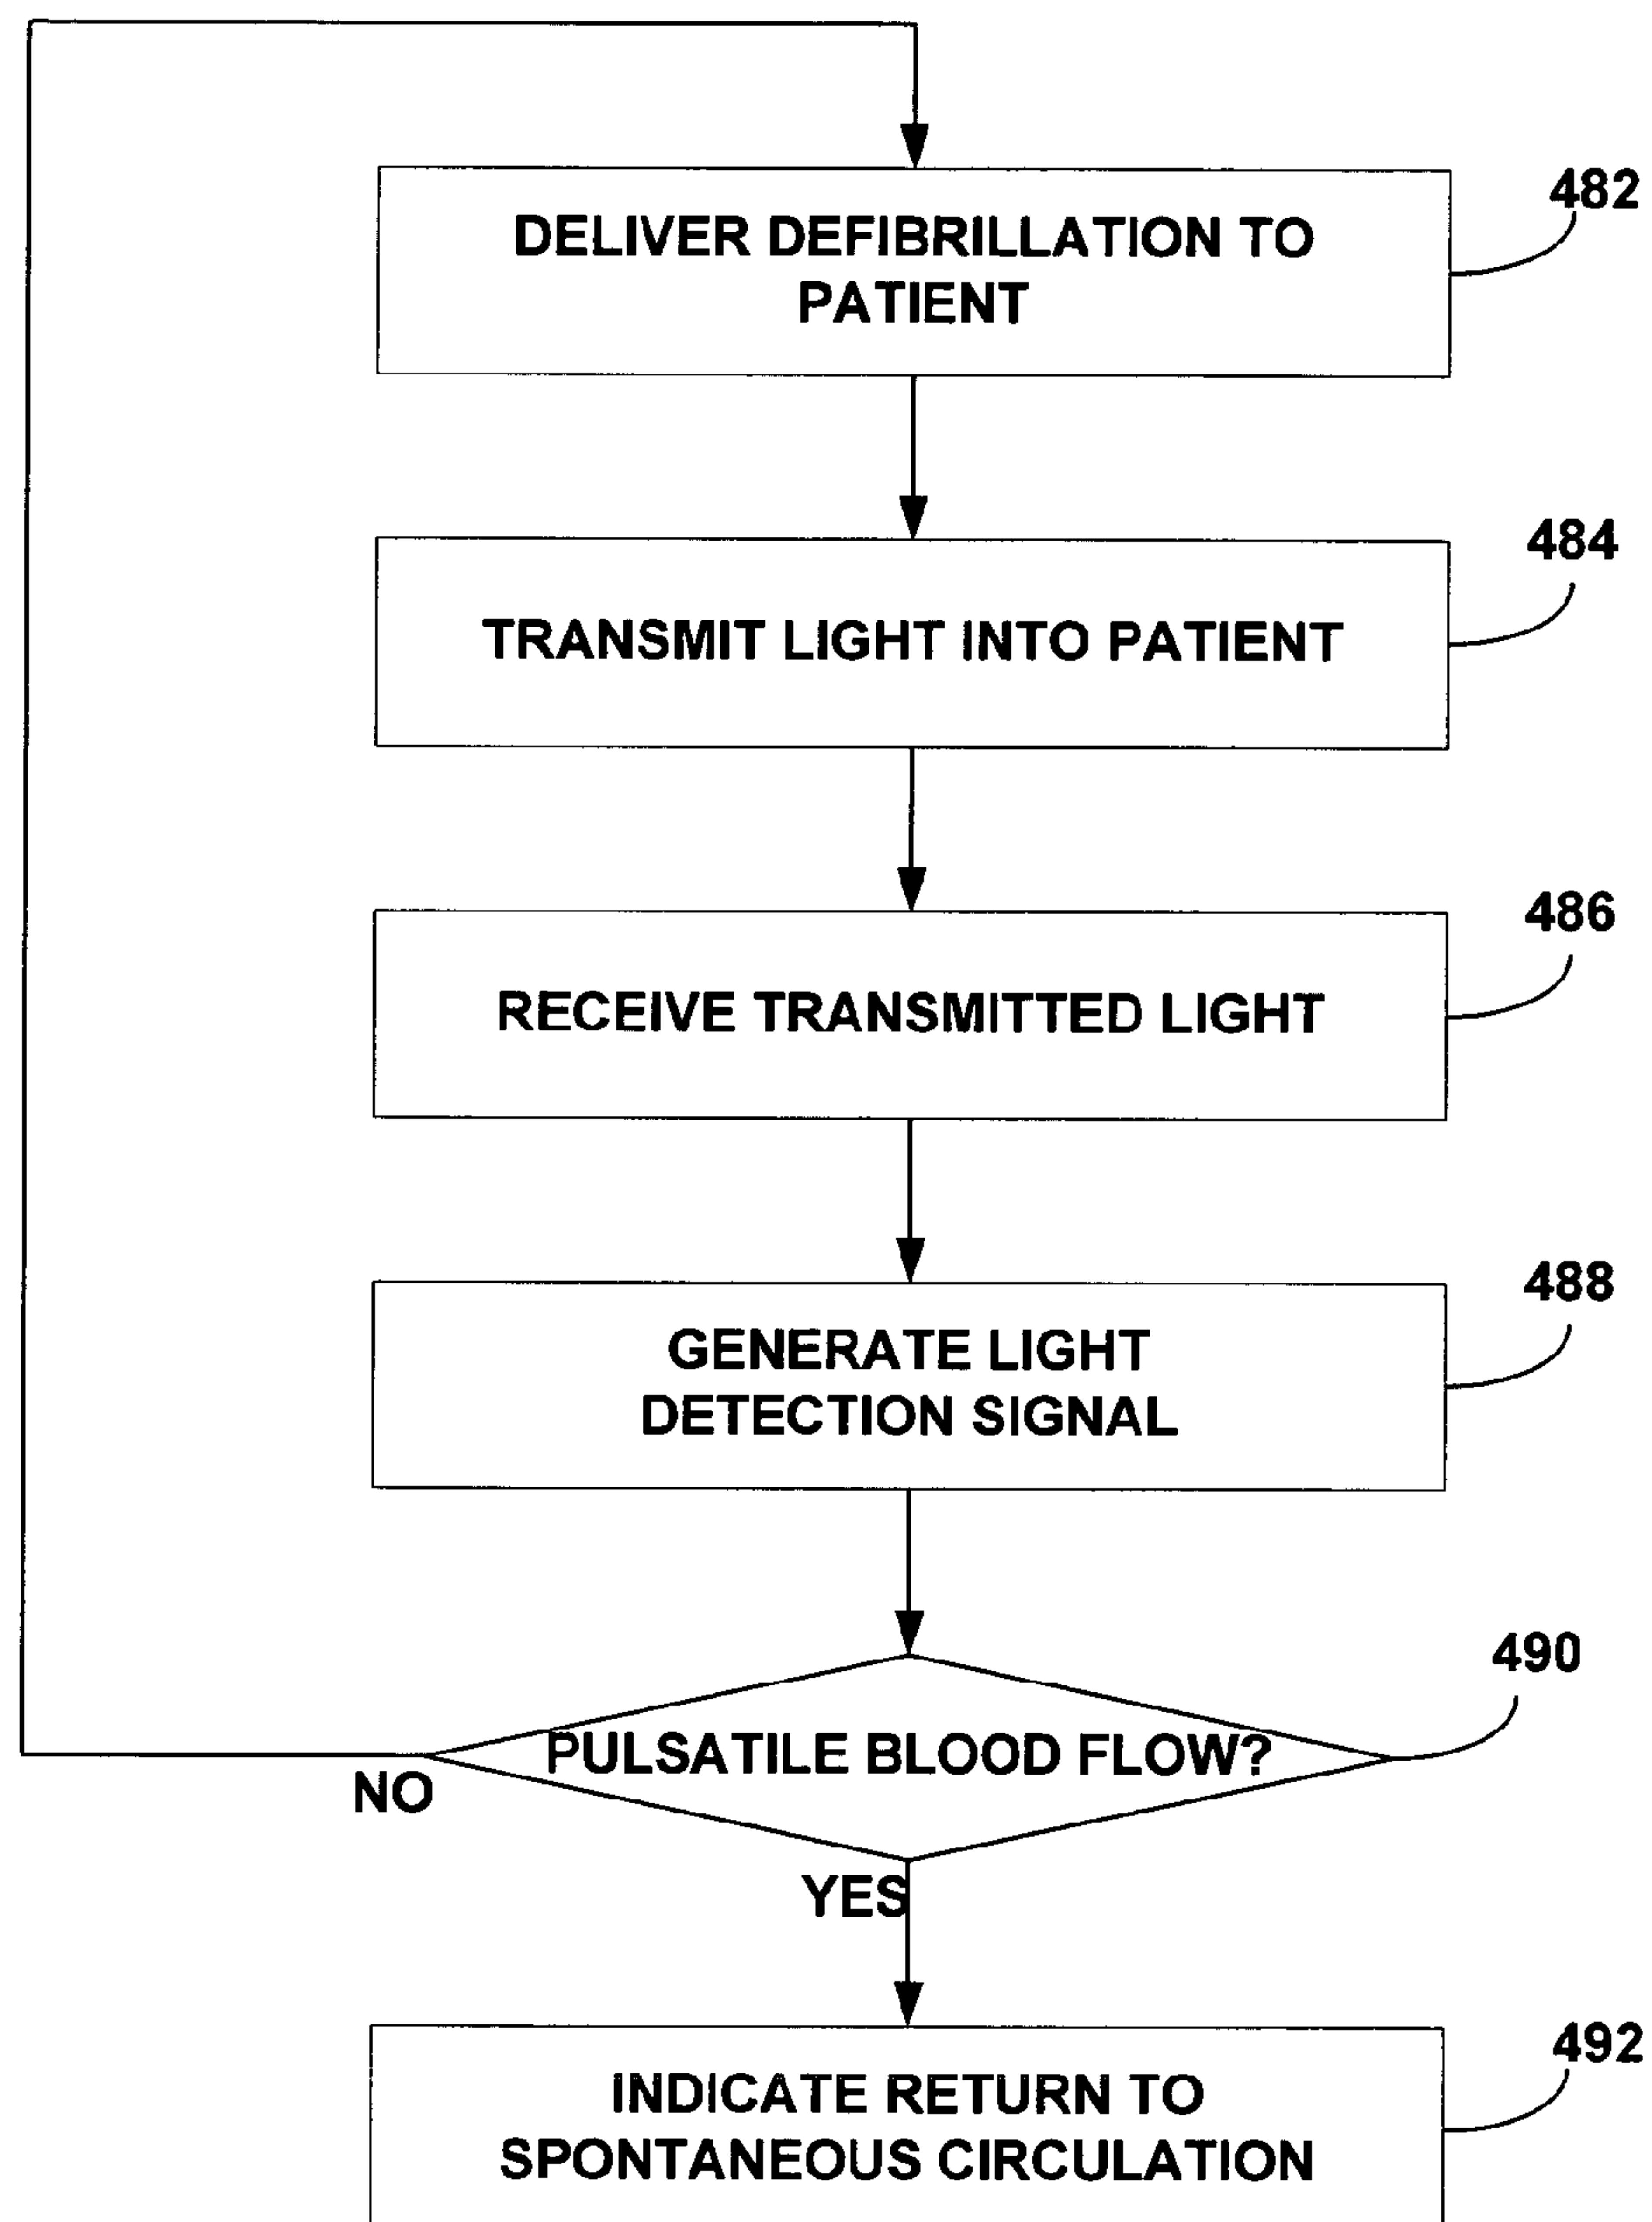 482
DELIVER DEFIBRILLATION TO
PATIENT
484
TRANSMIT LIGHT INTO PATIENT
486
RECEIVE TRANSMITTED LIGHT
488
GENERATE LIGHT
DETECTION SIGNAL
490
PULSATILE BLOOD FLOW?
NO
YES
492
INDICATE RETURN TO
SPONTANEOUS CIRCULATION